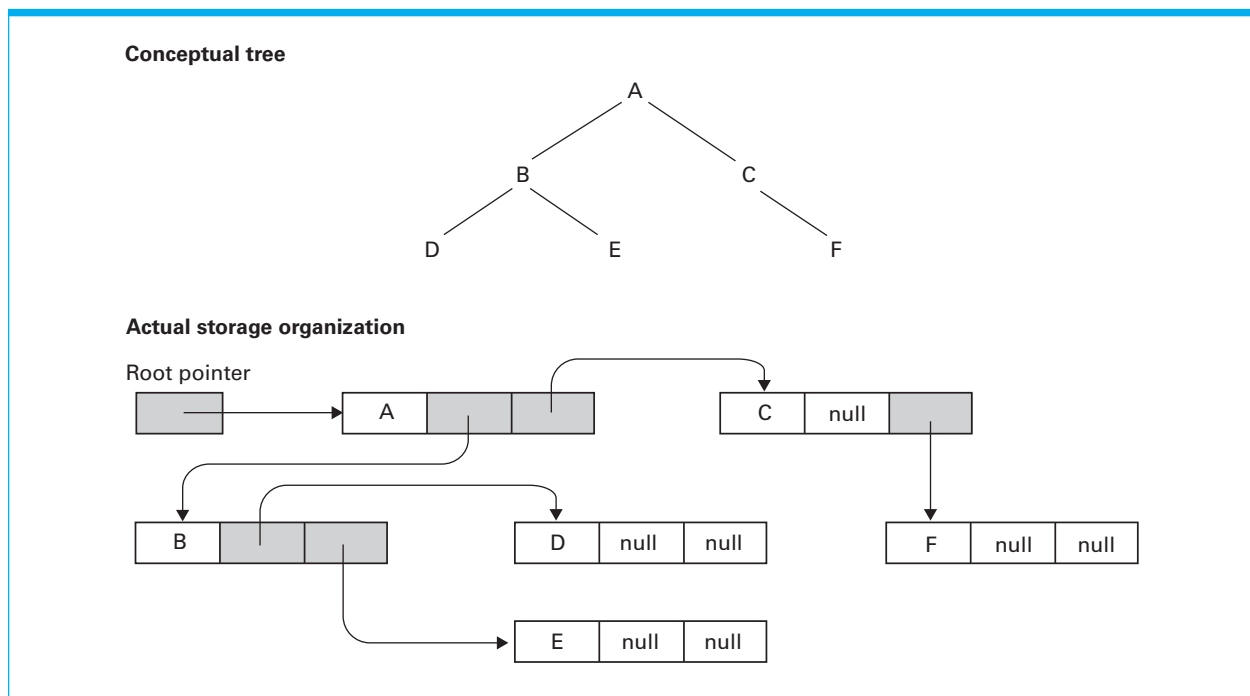 Conceptual tree
A
B C
D E F
Actual storage organization
Root pointer
A C null
B D null null F null null
E null null